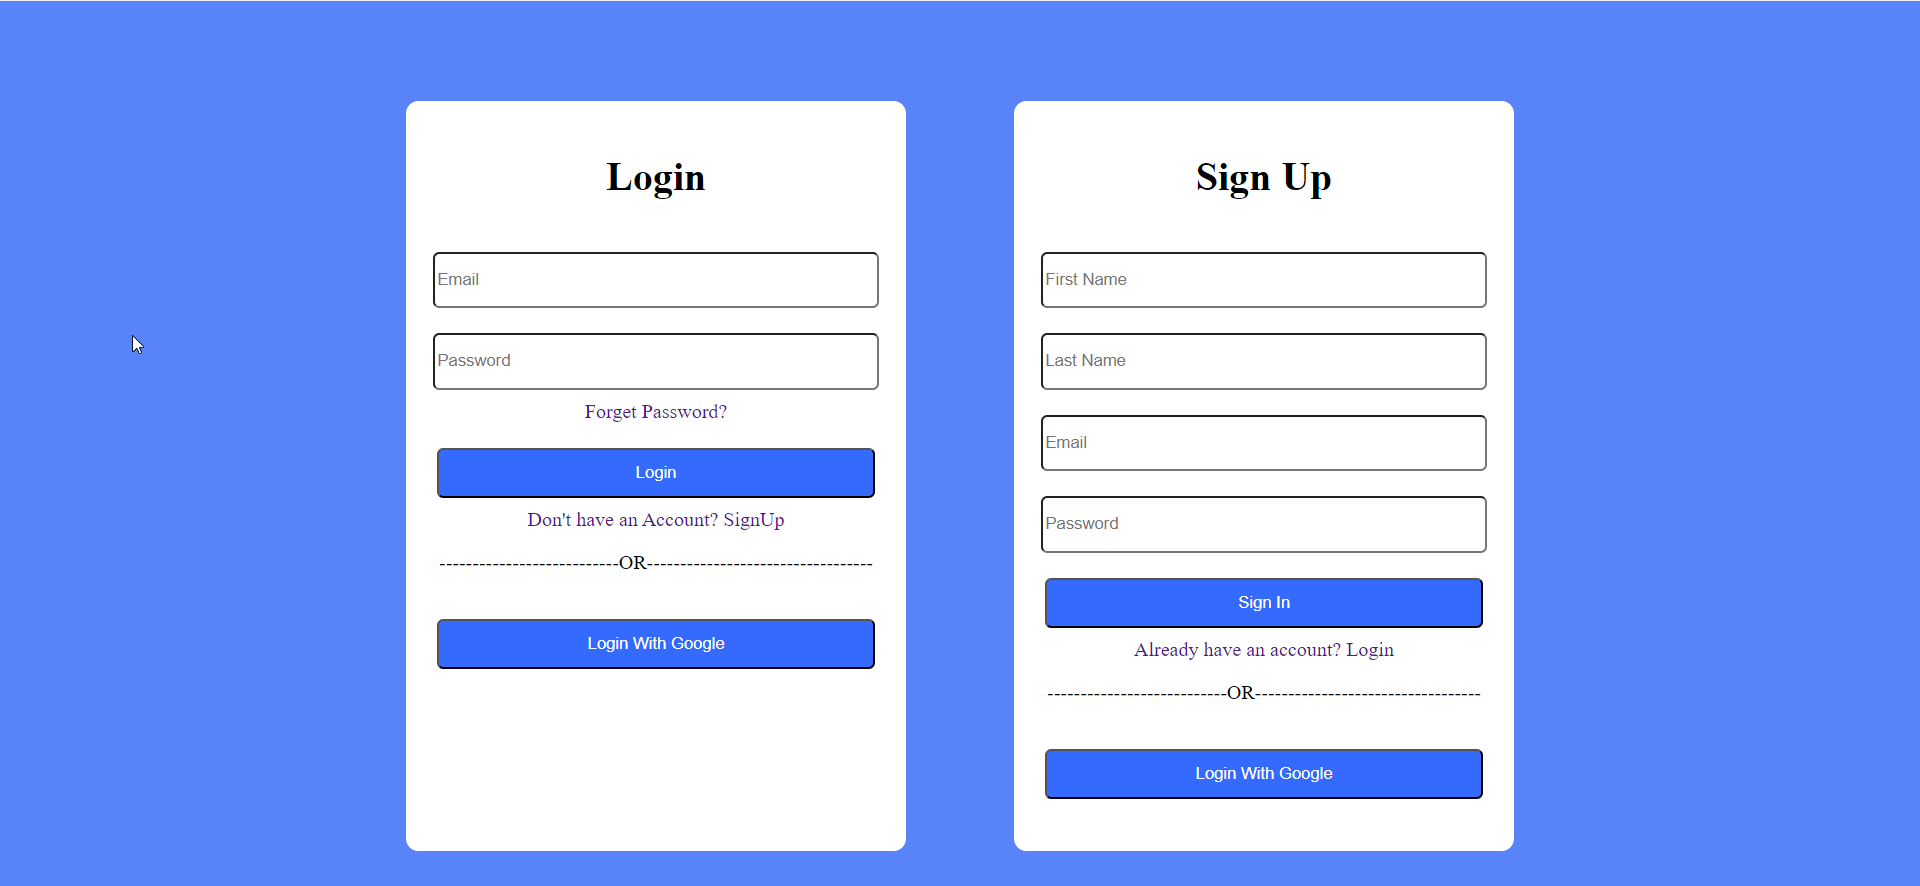 Login
Email
Password
Forget Password?
Login
Don't have an Account? SignUp
---------------------------OR----------------------------------
Login With Google
Sign Up
First Name
Last Name
Email
Password
Sign In
Already have an account? Login
---------------------------OR----------------------------------
Login With Google